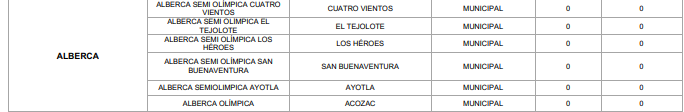 ALBERCA SEMI OLÍMPICA CUATRO VIENTOS CUATRO VIENTOS MUNICIPAL 0 0
ALBERCA SEMI OLÍMPICA EL TEJOLOTE EL TEJOLOTE MUNICIPAL 0 0
ALBERCA SEMI OLÍMPICA LOS HÉROES LOS HÉROES MUNICIPAL 0 0
ALBERCA
ALBERCA SEMI OLÍMPICA SAN BUENAVENTURA SAN BUENAVENTURA MUNICIPAL 0 0
ALBERCA SEMIOLIMPICA AYOTLA AYOTLA MUNICIPAL 0 0
ALBERCA OLÍMPICA ACOZAC MUNICIPAL 0 0